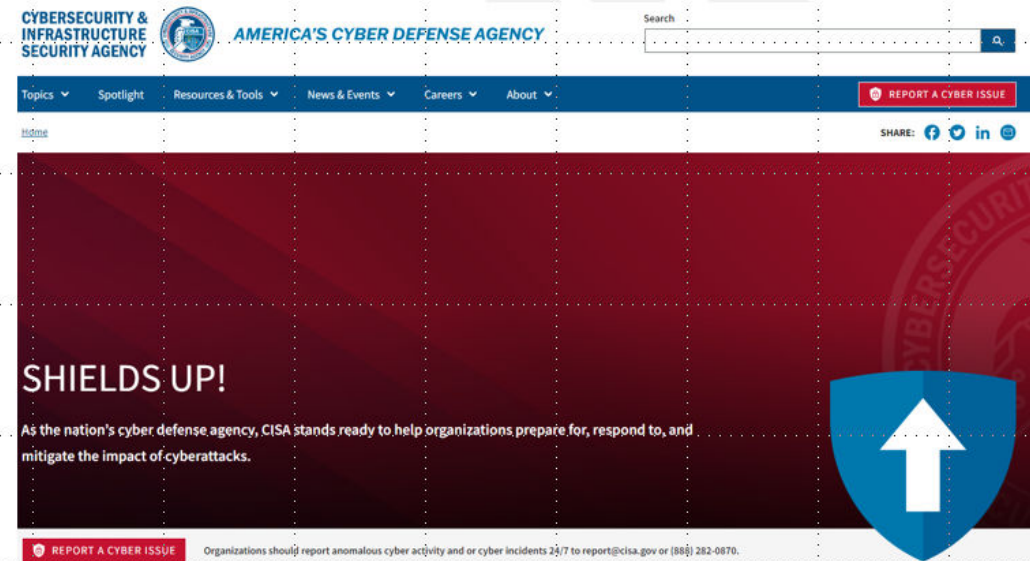 CYBERSECURITY &
INFRASTRUCTURE
SECURITY AGENCY
AMERICA'S CYBER DEFENSE AGENCY
Search
Topics Spotlight Resources & Tools News & Events Careers About REPORT A CYBER ISSUE
Home
SHARE:
SHIELDS UP!
As the nation's cyber defense agency, CISA stands ready to help organizations prepare for, respond to, and
mitigate the impact of cyberattacks.
REPORT A CYBER ISSUE Organizations should report anomalous cyber activity and or cyber incidents 24/7 to report@cisa.gov or (888) 282-0870.